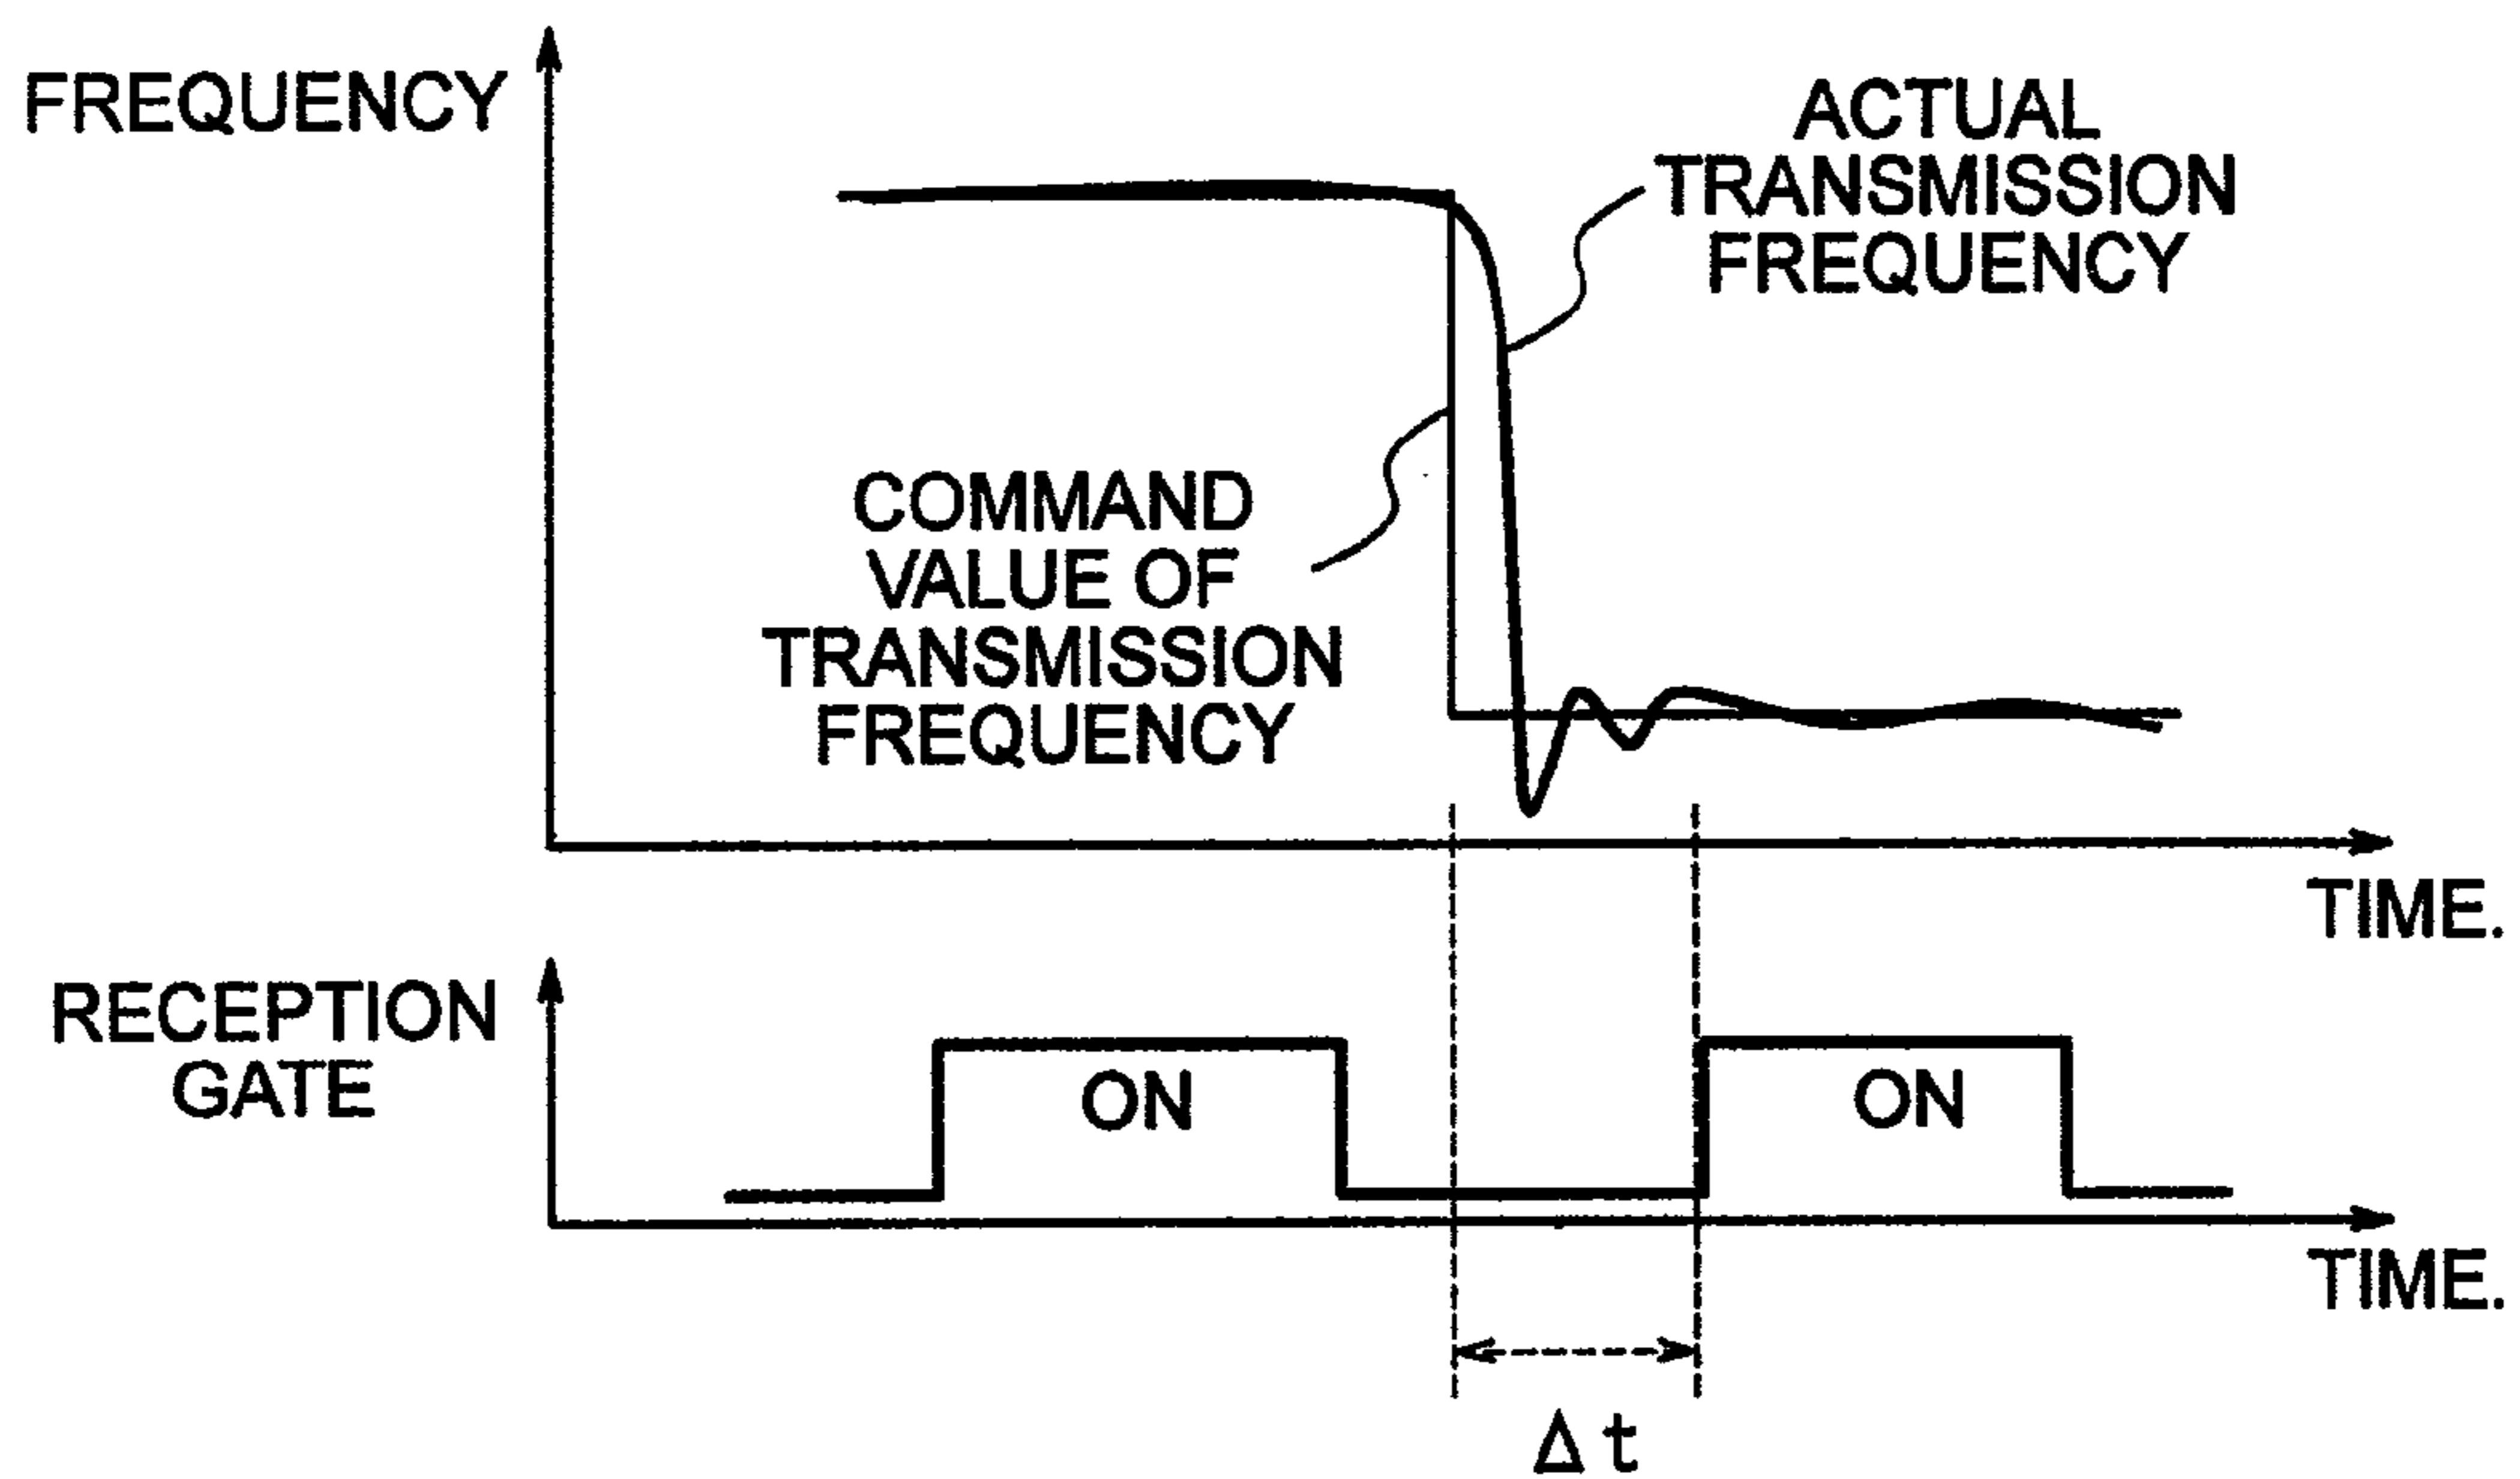 FREQUENCY
ACTUAL
TRANSMISSION
FREQUENCY
COMMAND
VALUE OF
TRANSMISSION
FREQUENCY
TIME.
RECEPTION
GATE
ON
ON
TIME.
Δt